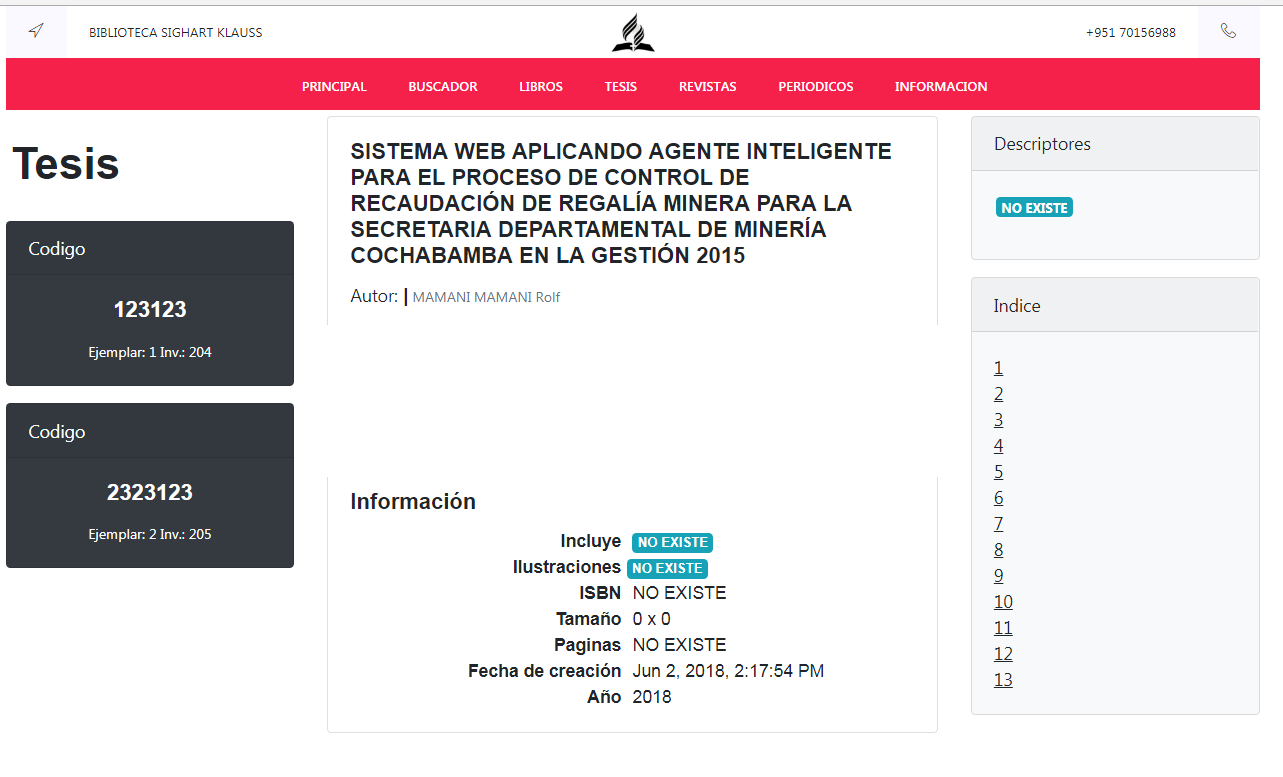 BIBLIOTECA SIGHART KLAUSS
+951 70156988
PRINCIPAL BUSCADOR LIBROS TESIS REVISTAS PERIODICOS INFORMACION
Tesis
Codigo
123123
Ejemplar: 1 Inv.: 204
Codigo
2323123
Ejemplar: 2 Inv.: 205
SISTEMA WEB APLICANDO AGENTE INTELIGENTE
PARA EL PROCESO DE CONTROL DE
RECAUDACIÓN DE REGALÍA MINERA PARA LA
SECRETARIA DEPARTAMENTAL DE MINERÍA
COCHABAMBA EN LA GESTIÓN 2015
Autor: | MAMANI MAMANI Rolf
Información
Incluye NO EXISTE
Ilustraciones NO EXISTE
ISBN NO EXISTE
Tamaño 0 x 0
Paginas NO EXISTE
Fecha de creación Jun 2, 2018, 2:17:54 PM
Año 2018
Descriptores
NO EXISTE
Indice
1
2
3
4
5
6
7
8
9
10
11
12
13